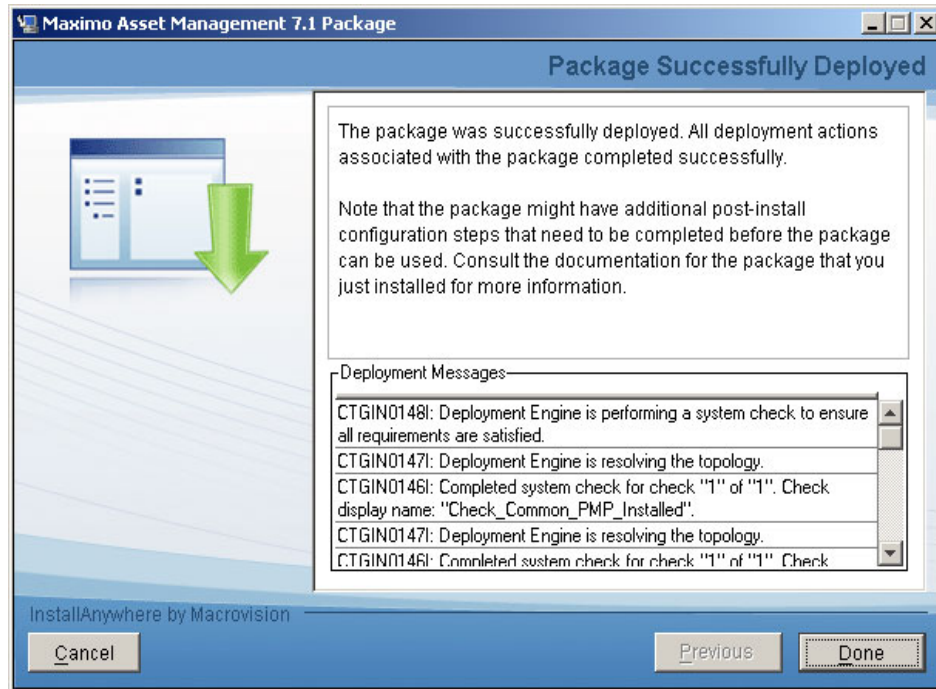 Maximo Asset Management 7.1 Package
Package Successfully Deployed
The package was successfully deployed. All deployment actions
associated with the package completed successfully.
Note that the package might have additional post-install
configuration steps that need to be completed before the package
can be used. Consult the documentation for the package that you
just installed for more information.
Deployment Messages
CTGIN0148I: Deployment Engine is performing a system check to ensure
all requirements are satisfied.
CTGIN0147I: Deployment Engine is resolving the topology.
CTGIN0146I: Completed system check for check "1" of "1". Check
display name: "Check_Common_PMP_Installed".
CTGIN0147I: Deployment Engine is resolving the topology.
CTGIN0146I: Completed system check for check "1" of "1". Check
InstallAnywhere by Macrovision
Cancel
Previous
Done